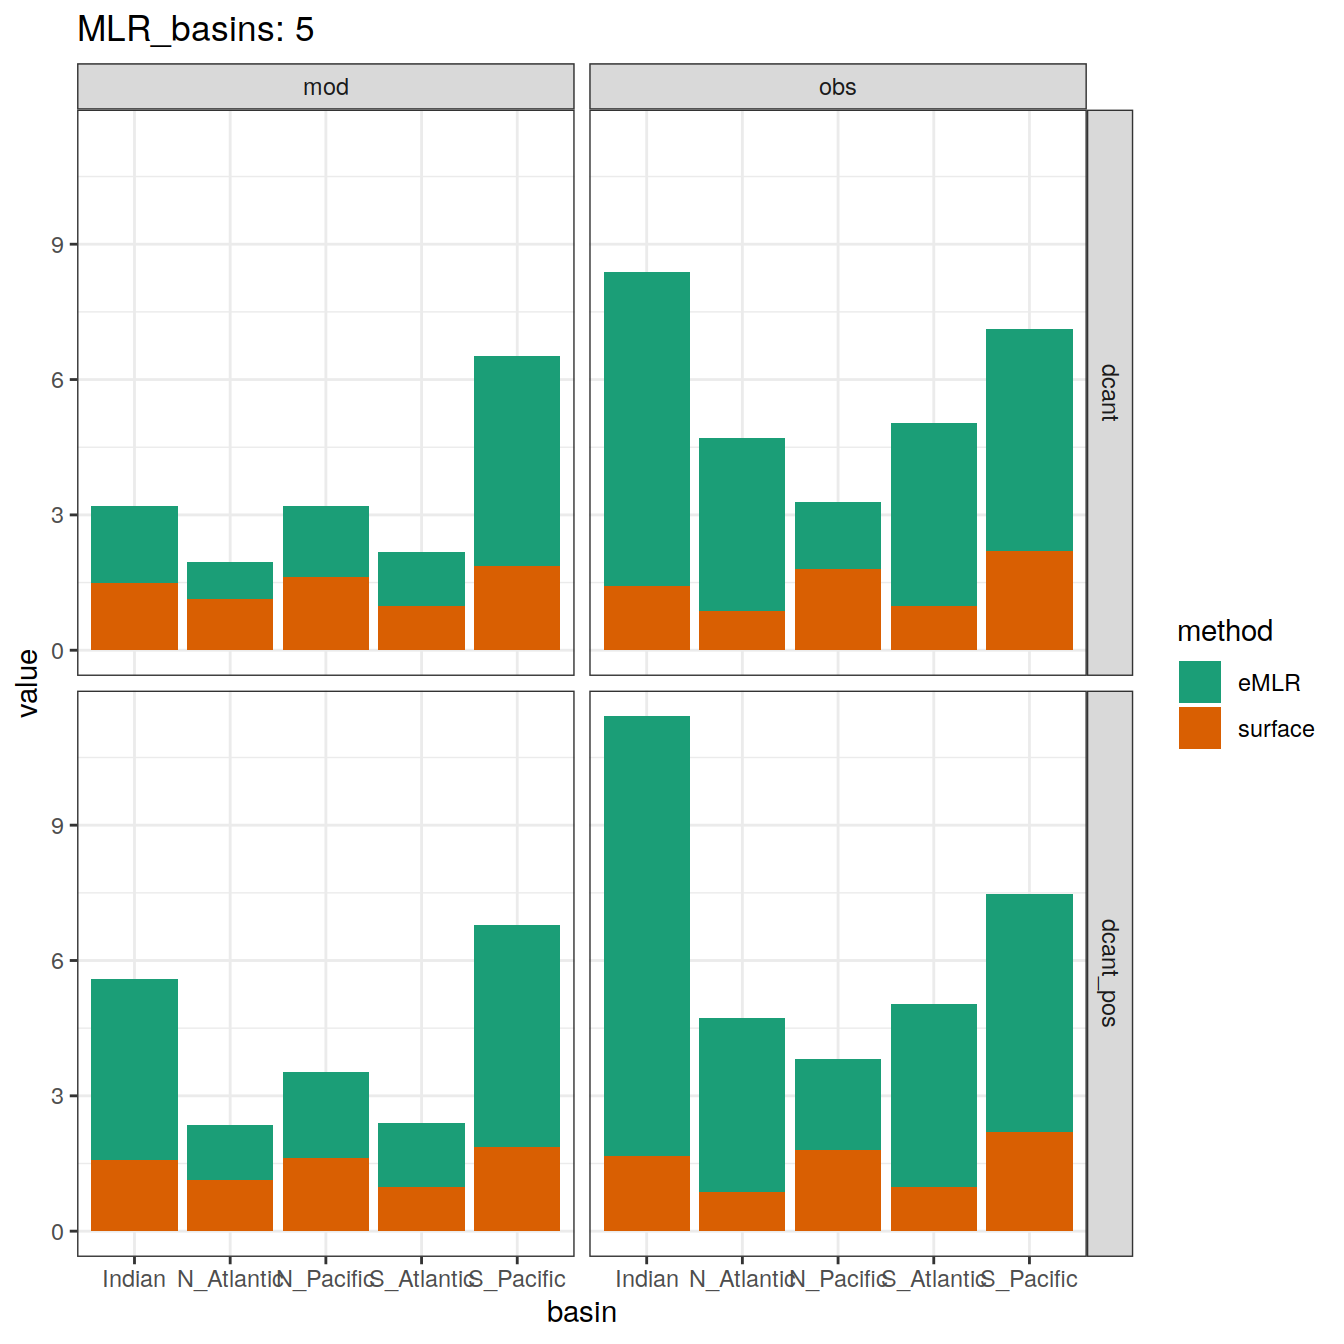 MLR_basins: 5
mod
obs
9
6
3
0
dcant
9
6
3
0
dcant_pos
value
Indian
N_Atlantic
N_Pacific
S_Atlantic
S_Pacific
Indian
N_Atlantic
N_Pacific
S_Atlantic
S_Pacific
basin
method
eMLR
surface